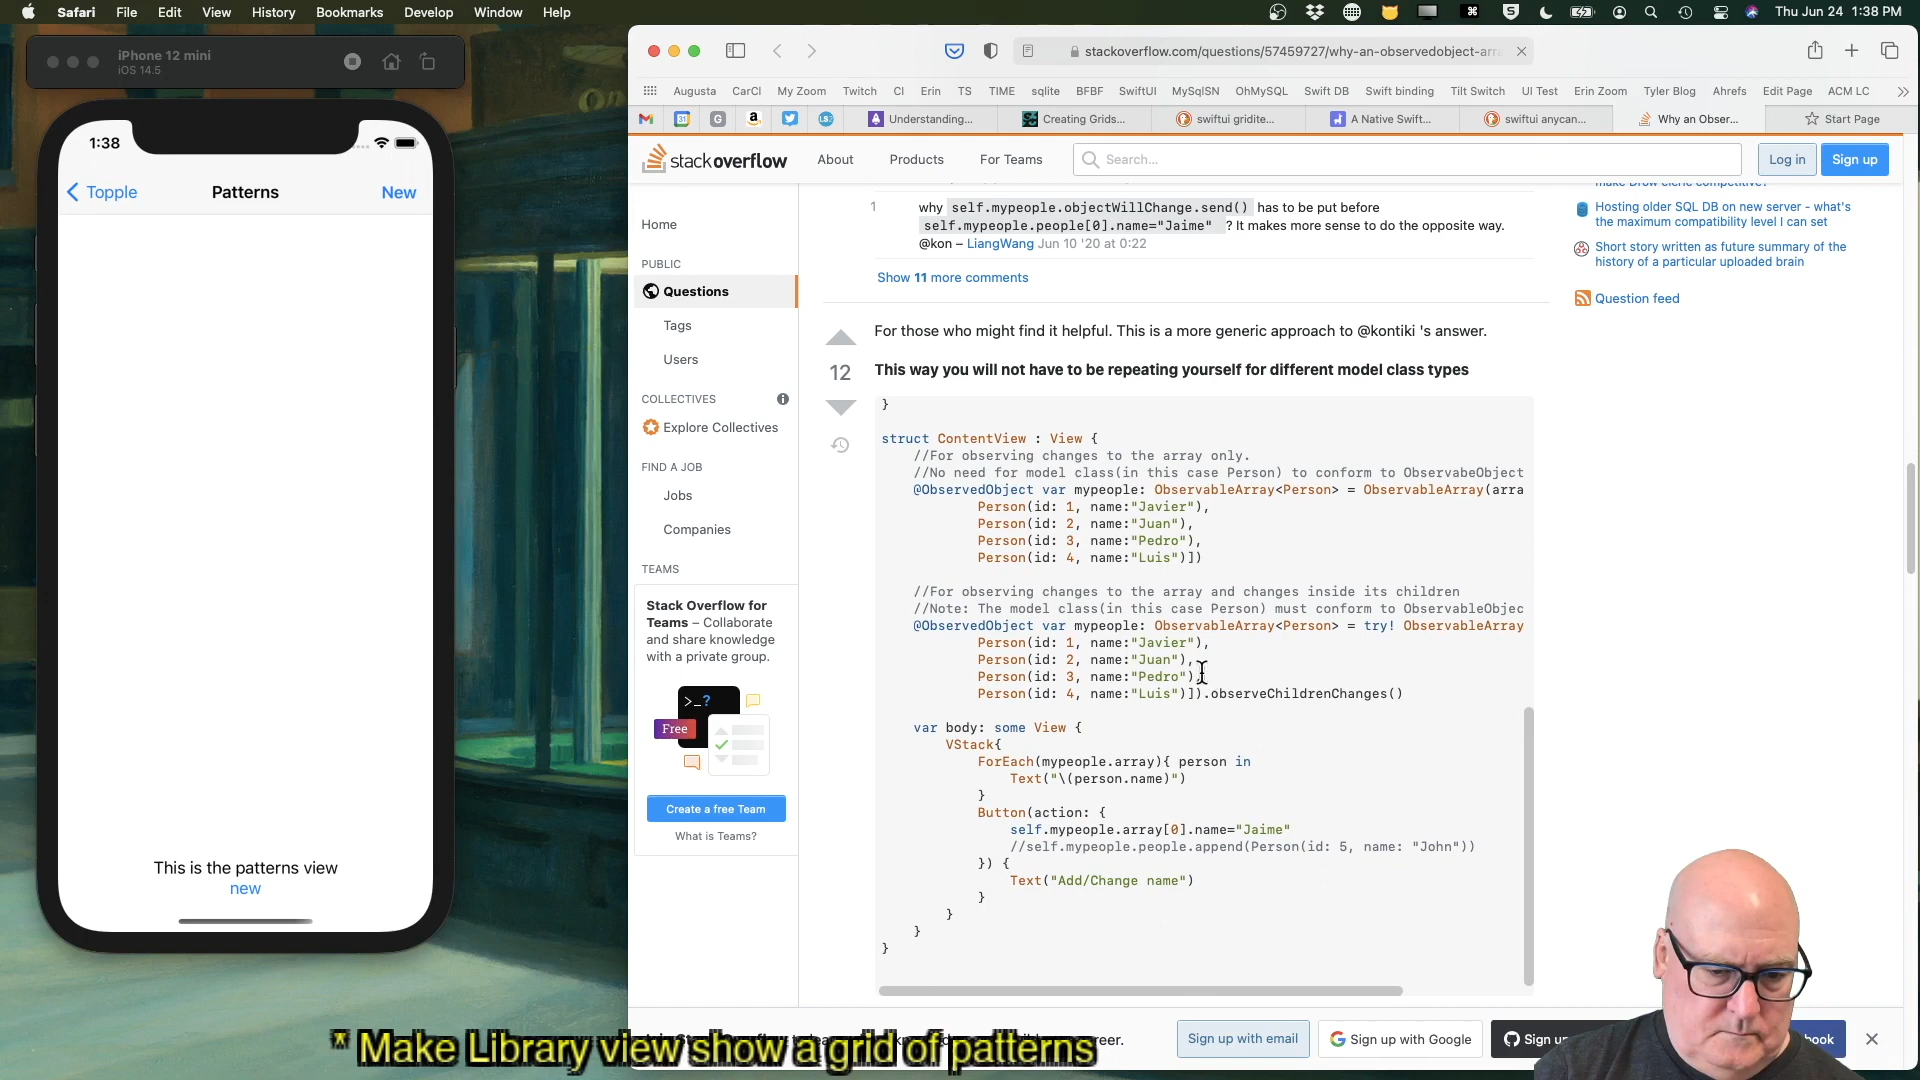 Safari File Edit View History Bookmarks Develop Window Help
Thu Jun 24 1:38 PM
iPhone 12 mini
iOS 14.5
1:38
Topple
Patterns
New
This is the patterns view
new
stackoverflow.com/questions/57459727/why-an-observedobject-arr
Augusta CarCl My Zoom Twitch CI Erin TS TIME sqlite BFBF SwiftUI MySqlSN OhMySQL Swift DB Swift binding Tilt Switch UI Test Erin Zoom Tyler Blog Ahrefs Edit Page ACM LC
Understanding...
Creating Grids...
swiftui gridite...
A Native Swift...
swiftui anycan...
Why an Obser...
Start Page
stackoverflow
About
Products
For Teams
Search...
Log in
Sign up
Home
PUBLIC
Questions
Tags
Users
COLLECTIVES
Explore Collectives
FIND A JOB
Jobs
Companies
TEAMS
Stack Overflow for
Teams – Collaborate
and share knowledge
with a private group.
>_?
Free
Create a free Team
What is Teams?
1
why self.mypeople.objectWillChange.send() has to be put before
self.mypeople.people[0].name="Jaime" ? It makes more sense to do the opposite way.
@kon – LiangWang Jun 10 '20 at 0:22
Show 11 more comments
12
For those who might find it helpful. This is a more generic approach to @kontiki 's answer.
This way you will not have to be repeating yourself for different model class types
}
struct ContentView : View {
//For observing changes to the array only.
//No need for model class(in this case Person) to conform to ObservabeObject
@ObservedObject var mypeople: ObservableArray<Person> = ObservableArray(arra
Person(id: 1, name:"Javier"),
Person(id: 2, name:"Juan"),
Person(id: 3, name:"Pedro"),
Person(id: 4, name:"Luis")])
//For observing changes to the array and changes inside its children
//Note: The model class(in this case Person) must conform to ObservableObjec
@ObservedObject var mypeople: ObservableArray<Person> = try! ObservableArray
Person(id: 1, name:"Javier"),
Person(id: 2, name:"Juan"),
Person(id: 3, name:"Pedro"),
Person(id: 4, name:"Luis")]).observeChildrenChanges()
var body: some View {
VStack{
ForEach(mypeople.array){ person in
Text("\(person.name)")
}
Button(action: {
self.mypeople.array[0].name="Jaime"
//self.mypeople.people.append(Person(id: 5, name: "John"))
}) {
Text("Add/Change name")
}
}
}
}
make Drow cleric competitive?
Hosting older SQL DB on new server - what's
the maximum compatibility level I can set
Short story written as future summary of the
history of a particular uploaded brain
Question feed
Sign up with email
Sign up with Google
Sign up
book
* Make Library view show a grid of patterns